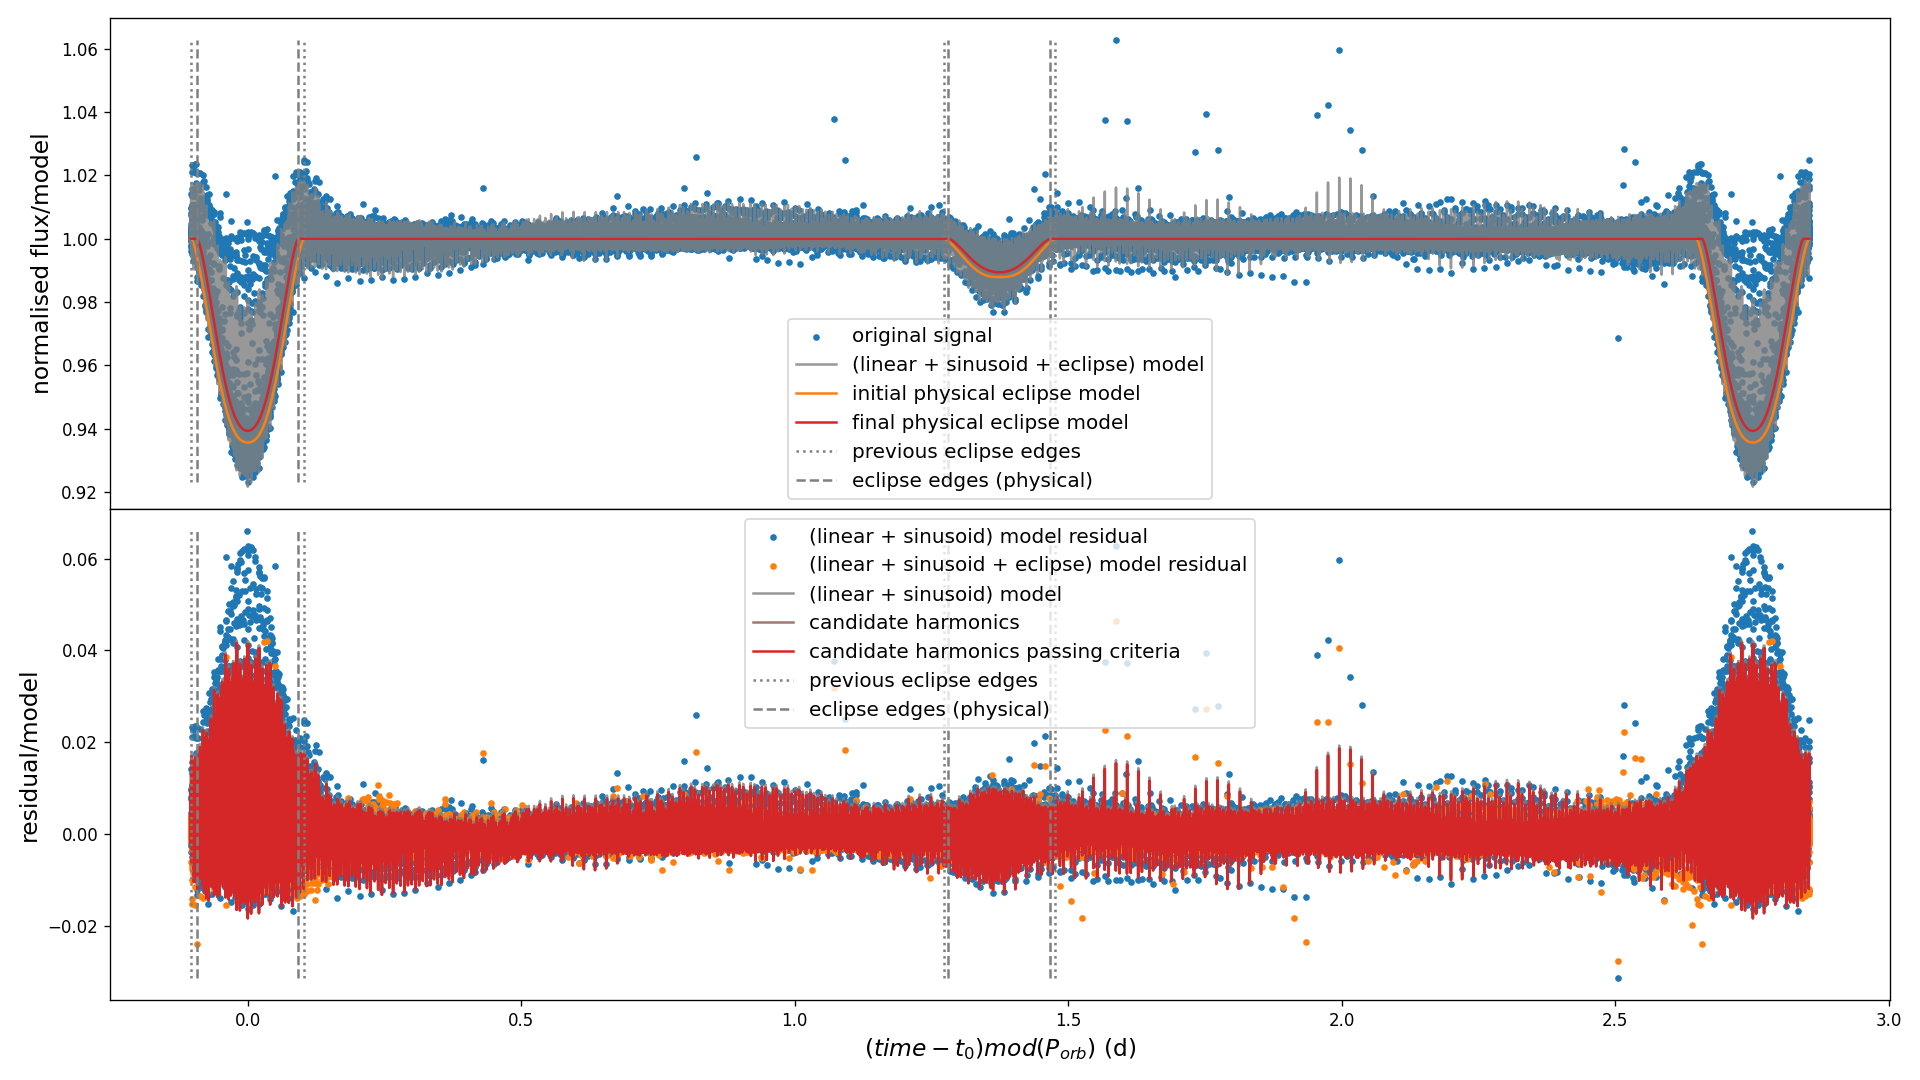 normalised flux/model
1.06
1.04
1.02
1.00
0.98
0.96
0.94
0.92
original signal
(linear + sinusoid + eclipse) model
initial physical eclipse model
final physical eclipse model
previous eclipse edges
eclipse edges (physical)
residual/model
0.06
0.04
0.02
0.00
−0.02
(linear + sinusoid) model residual
(linear + sinusoid + eclipse) model residual
(linear + sinusoid) model
candidate harmonics
candidate harmonics passing criteria
previous eclipse edges
eclipse edges (physical)
0.0 0.5 1.0 1.5 2.0 2.5 3.0
(time − t₀)mod(P_orb) (d)